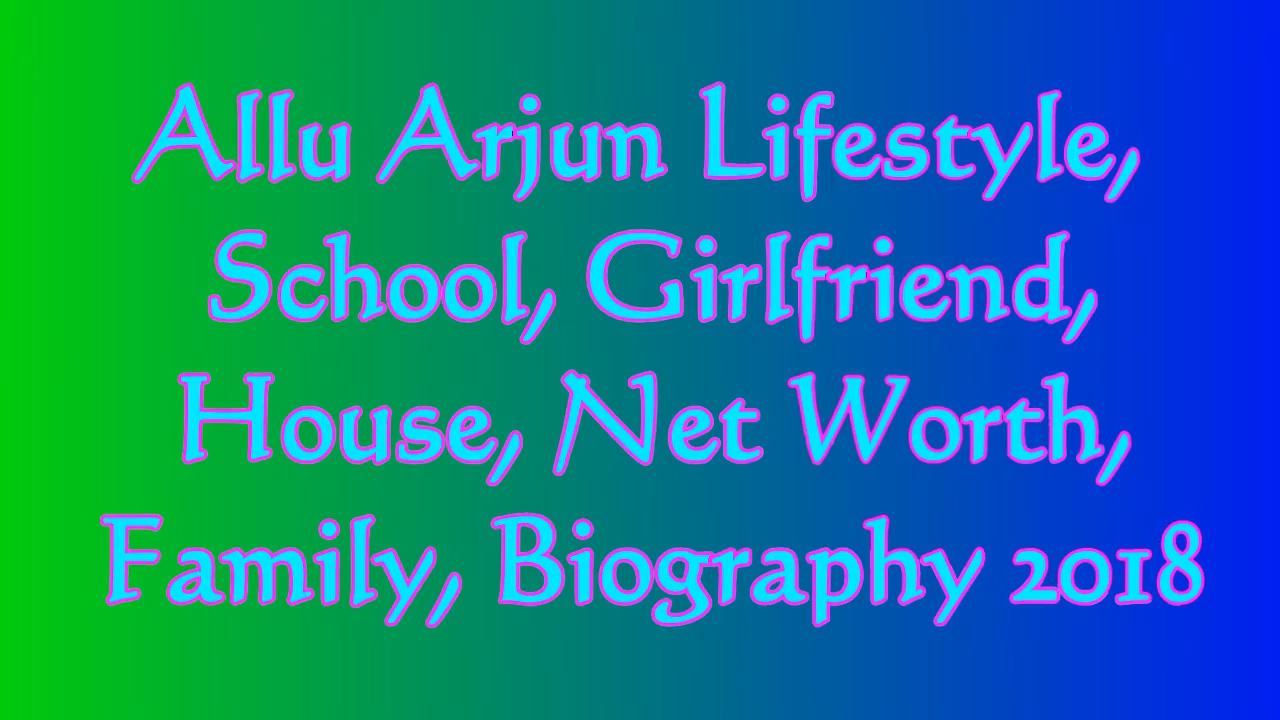 Allu Arjun Lifestyle,
School, Girlfriend,
House, Net Worth,
Family, Biography 2018